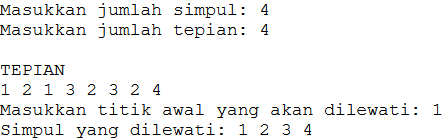 Masukkan jumlah simpul: 4
Masukkan jumlah tepian: 4
TEPIAN
1 2 1 3 2 3 2 4
Masukkan titik awal yang akan dilewati: 1
Simpul yang dilewati: 1 2 3 4